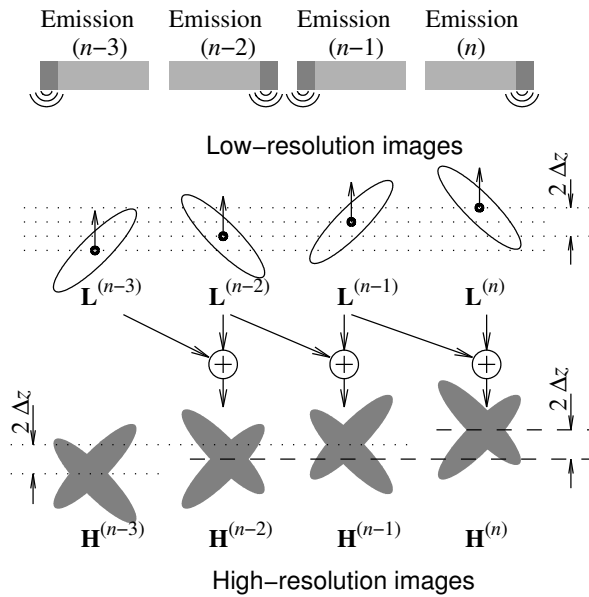 Emission Emission Emission Emission
(n−3) (n−2) (n−1) (n)
Low−resolution images
2 Δz
L(n−3) L(n−2) L(n−1) L(n)
+ + +
2 Δz 2 Δz
H(n−3) H(n−2) H(n−1) H(n)
High−resolution images